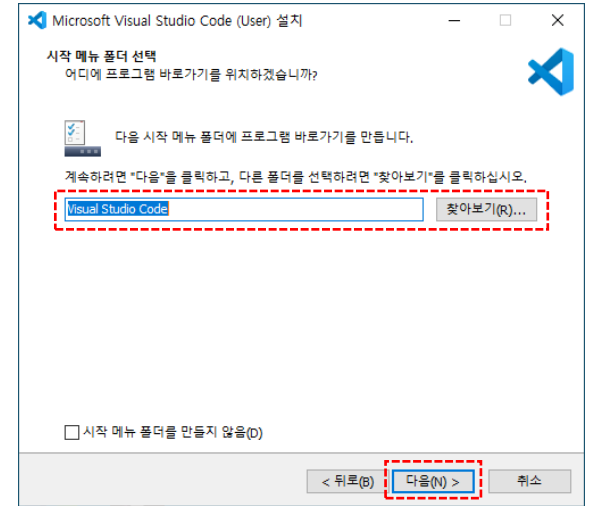 Microsoft Visual Studio Code (User) 설치
시작 메뉴 폴더 선택
어디에 프로그램 바로가기를 위치하겠습니까?
다음 시작 메뉴 폴더에 프로그램 바로가기를 만듭니다.
계속하려면 "다음"을 클릭하고, 다른 폴더를 선택하려면 "찾아보기"를 클릭하십시오.
Visual Studio Code 찾아보기(R)...
시작 메뉴 폴더를 만들지 않음(D)
< 뒤로(B) 다음(N) > 취소